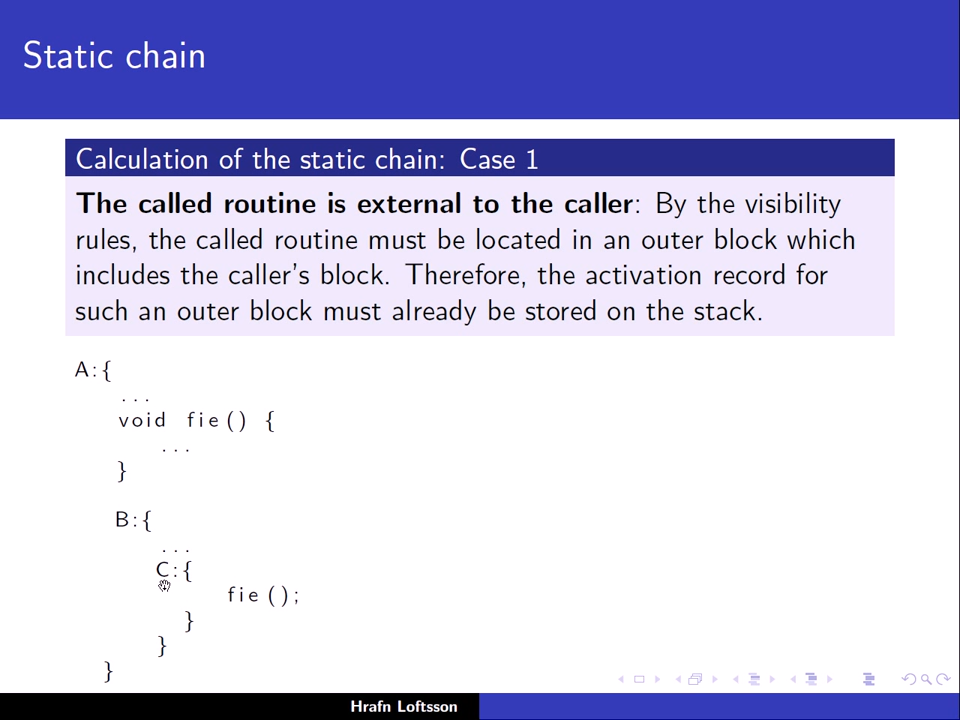 Static chain
Calculation of the static chain: Case 1
The called routine is external to the caller: By the visibility
rules, the called routine must be located in an outer block which
includes the caller's block. Therefore, the activation record for
such an outer block must already be stored on the stack.
A:{
...
void fie() {
...
}
B:{
...
C:{
fie();
}
}
}
Hrafn Loftsson